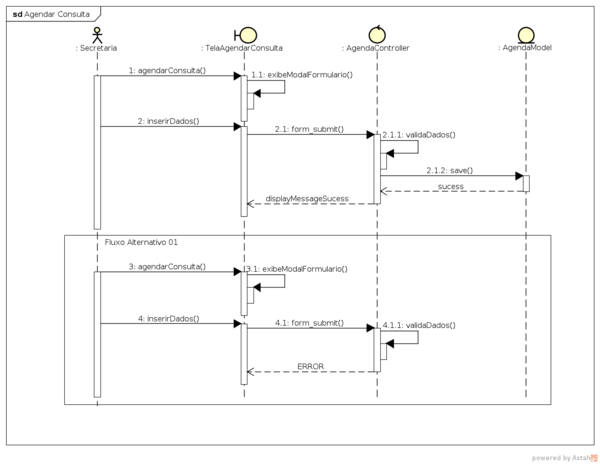 sd Agendar Consulta
: Secretaria
: TelaAgendarConsulta
: AgendaController
: AgendaModel
1: agendarConsulta()
1.1: exibeModalFormulario()
2: inserirDados()
2.1: form_submit()
2.1.1: validaDados()
2.1.2: save()
sucess
displayMessageSucess
Fluxo Alternativo 01
3: agendarConsulta()
3.1: exibeModalFormulario()
4: inserirDados()
4.1: form_submit()
4.1.1: validaDados()
ERROR
powered by Astah